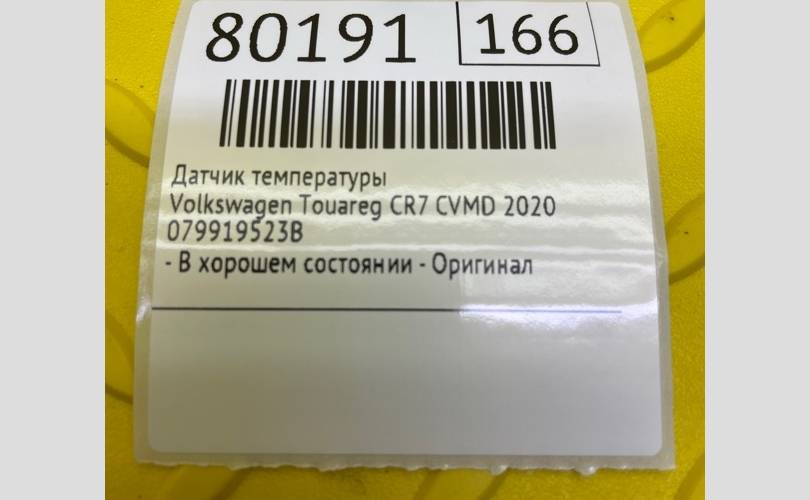 80191 166
Датчик температуры
Volkswagen Touareg CR7 CVMD 2020
079919523B
- В хорошем состоянии - Оригинал